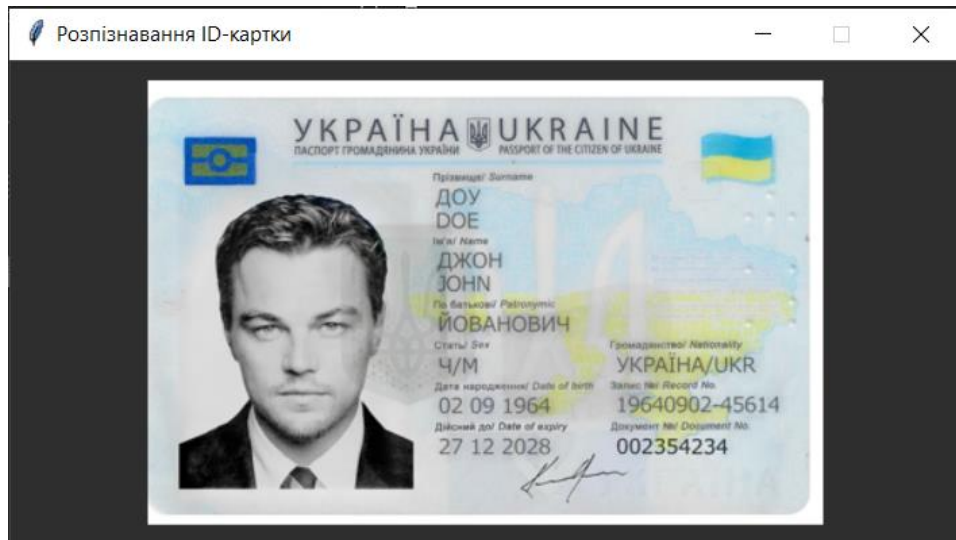 Розпізнавання ID-картки
УКРАЇНА UKRAINE
ПАСПОРТ ГРОМАДЯНИНА УКРАЇНИ PASSPORT OF THE CITIZEN OF UKRAINE
Прізвище/ Surname
ДОУ
DOE
Ім'я/ Name
ДЖОН
JOHN
По батькові/ Patronymic
ЙОВАНОВИЧ
Стать/ Sex Громадянство/ Nationality
Ч/М УКРАЇНА/UKR
Дата народження/ Date of birth Запис №/ Record No.
02 09 1964 19640902-45614
Дійсний до/ Date of expiry Документ №/ Document No.
27 12 2028 002354234